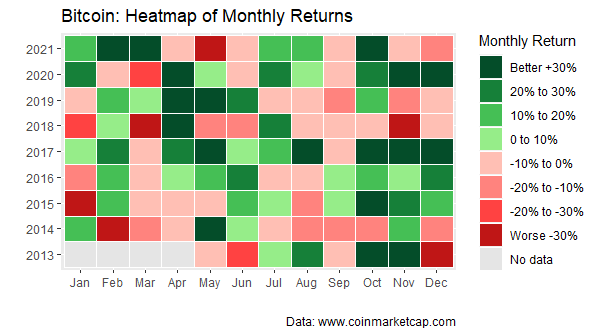 Bitcoin: Heatmap of Monthly Returns
2021
2020
2019
2018
2017
2016
2015
2014
2013
Jan Feb Mar Apr May Jun Jul Aug Sep Oct Nov Dec
Monthly Return
Better +30%
20% to 30%
10% to 20%
0 to 10%
-10% to 0%
-20% to -10%
-20% to -30%
Worse -30%
No data
Data: www.coinmarketcap.com